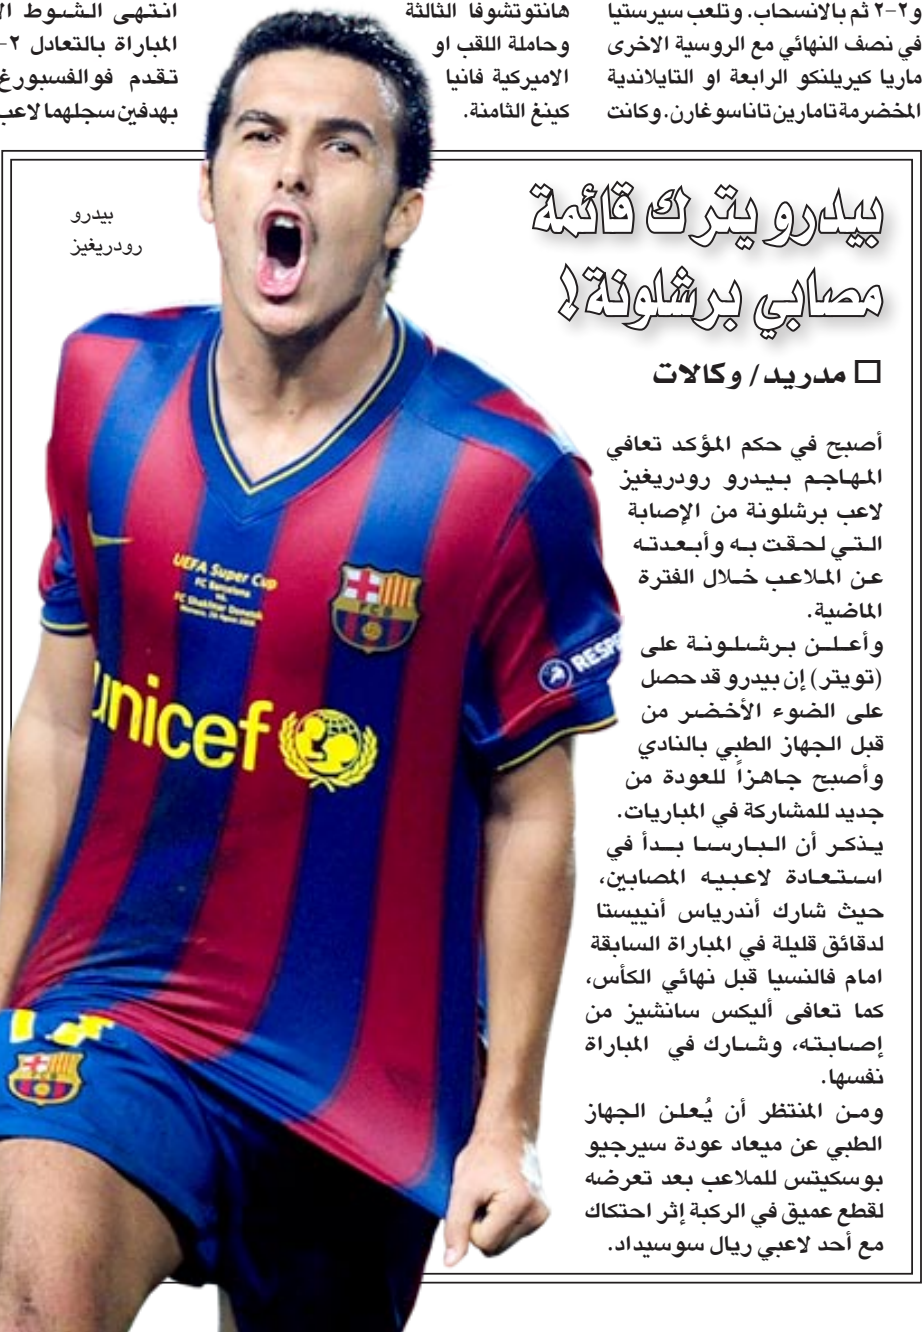 و٢-٢ ثم بالانسحاب. وتلعب سيرستيا
في نصف النهائي مع الروسية الاخرى
ماريا كيريلنكو الرابعة او التايلاندية
المخضرمة تامارين تاناسوغارن. وكانت
هانتوتشوفا الثالثة
وحاملة اللقب او
الاميركية فانيا
كينغ الثامنة.
انتهى الشوط
المباراة بالتعادل ٢-
تقدم فوالفسبورغ
بهدفين سجلهما لاعب
بيدرو يترك قائمة
مصابي برشلونة!
□ مدريد/ وكالات
بيدرو
رودريغيز
أصبح في حكم المؤكد تعافي
المهاجم بيدرو رودريغيز
لاعب برشلونة من الإصابة
التي لحقت به وأبعدته
عن الملاعب خلال الفترة
الماضية.
وأعلن برشلونة على
(تويتر) إن بيدرو قد حصل
على الضوء الأخضر من
قبل الجهاز الطبي بالنادي
وأصبح جاهزاً للعودة من
جديد للمشاركة في المباريات.
يذكر أن البارسا بدأ في
استعادة لاعبيه المصابين،
حيث شارك أندرياس أنييستا
لدقائق قليلة في المباراة السابقة
امام فالنسيا قبل نهائي الكأس،
كما تعافى أليكس سانشيز من
إصابته، وشارك في المباراة
نفسها.
ومن المنتظر أن يُعلن الجهاز
الطبي عن ميعاد عودة سيرجيو
بوسكيتس للملاعب بعد تعرضه
لقطع عميق في الركبة إثر احتكاك
مع أحد لاعبي ريال سوسيداد.
UEFA Super Cup
FC Barcelona
vs.
FC Shakhtar Donetsk
FCB
RESP
unicef